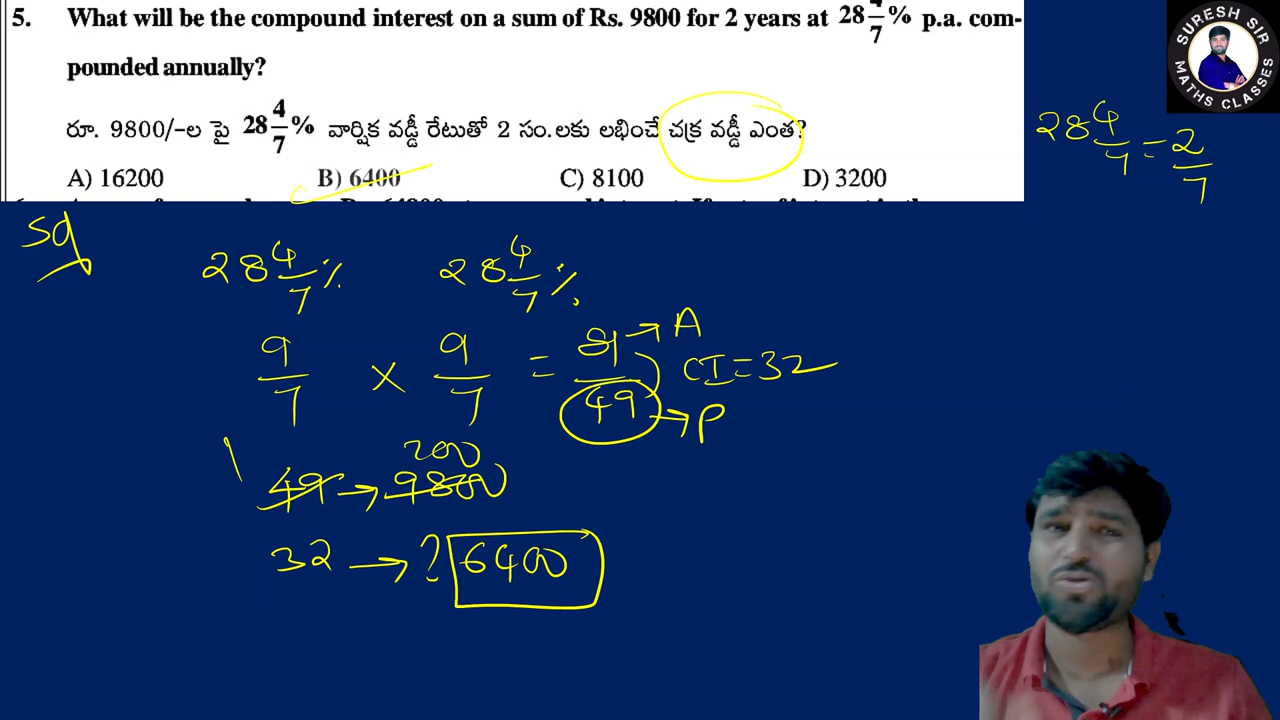 5. What will be the compound interest on a sum of Rs. 9800 for 2 years at 28 4/7% p.a. com-
pounded annually?
రూ. 9800/-ల పై 28 4/7% వార్షిక వడ్డీ రేటుతో 2 సం.లకు లభించే చక్ర వడ్డీ ఎంత?
A) 16200 B) 6400 C) 8100 D) 3200
SURESH SIR
MATHS CLASSES
28 4/7 = 2/7
28 4/7 % 28 4/7 %
9/7 × 9/7 = 81/49
→ A
CI = 32
→ P
200
49 → 9800
32 → ? 6400